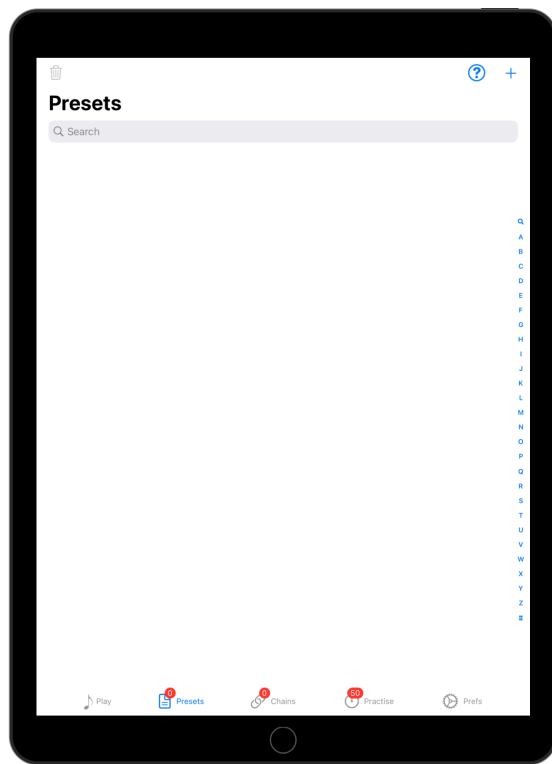 ?
+
Presets
Search
A
B
C
D
E
F
G
H
I
J
K
L
M
N
O
P
Q
R
S
T
U
V
W
X
Y
Z
#
Play
0
Presets
0
Chains
50
Practise
Prefs